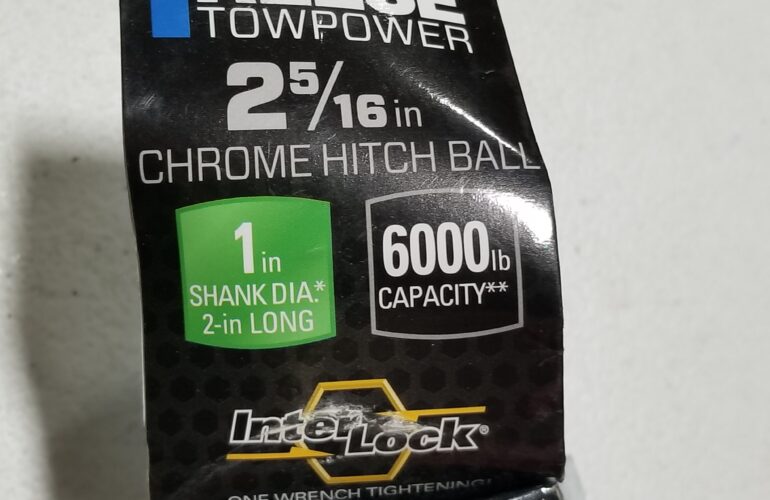 REESE
TOWPOWER
2 5/16 in
CHROME HITCH BALL
1 in
SHANK DIA.*
2-in LONG
6000 lb
CAPACITY**
InterLock®
ONE WRENCH TIGHTENING!